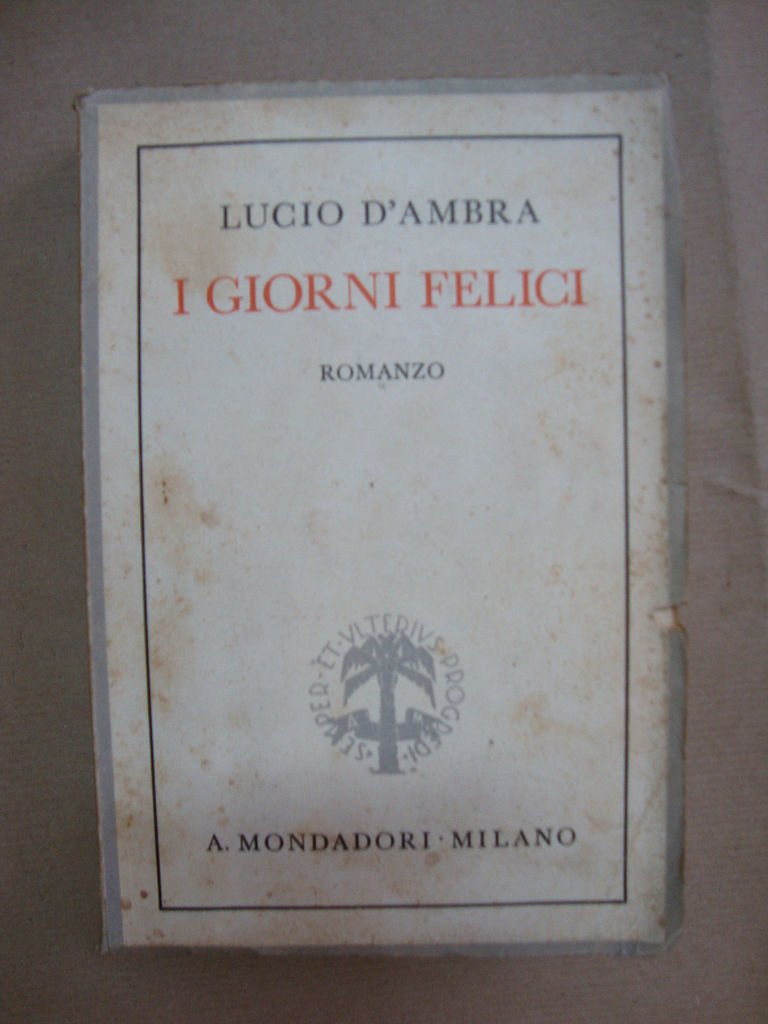 LUCIO D'AMBRA
I GIORNI FELICI
ROMANZO
SEMPER·ET·VLTERIVS·PROGREDI·
A M
A. MONDADORI · MILANO